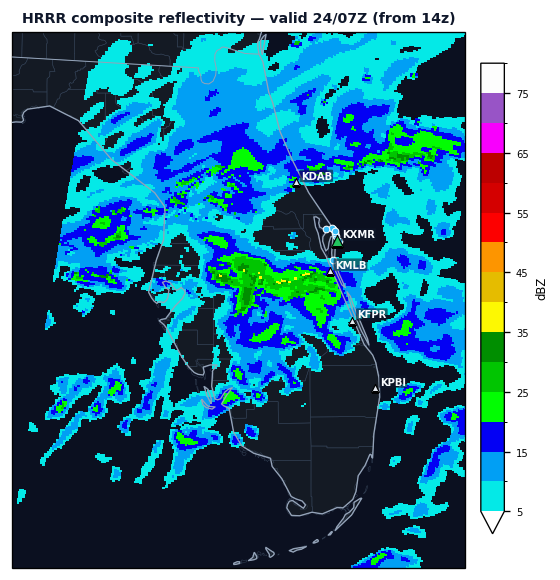 HRRR composite reflectivity — valid 24/07Z (from 14z)
KDAB
KXMR
KMLB
KFPR
KPBI
75
65
55
45
35
25
15
5
dBZ